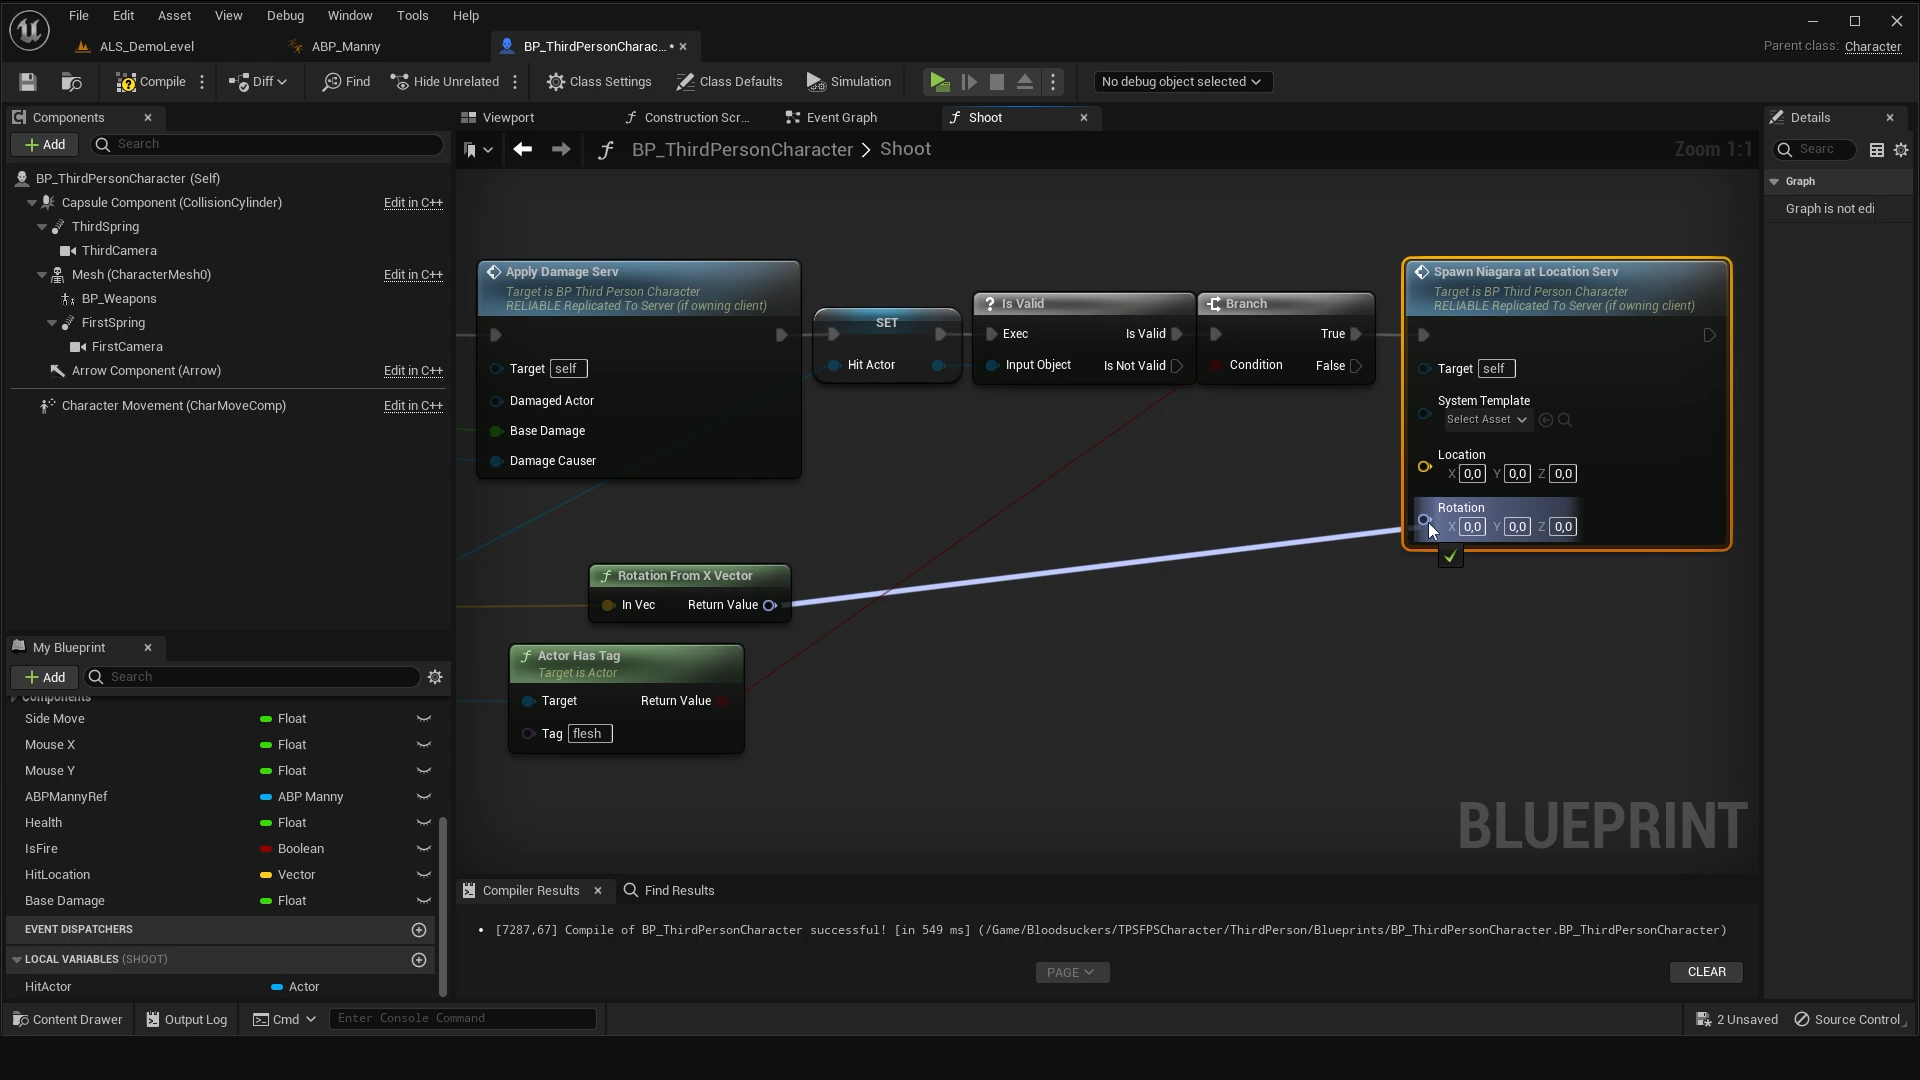 File Edit Asset View Debug Window Tools Help
ALS_DemoLevel ABP_Manny BP_ThirdPersonCharac... •
Parent class: Character
Compile Diff Find Hide Unrelated Class Settings Class Defaults Simulation No debug object selected
Components
Add Search
BP_ThirdPersonCharacter (Self)
Capsule Component (CollisionCylinder) Edit in C++
ThirdSpring
ThirdCamera
Mesh (CharacterMesh0) Edit in C++
BP_Weapons
FirstSpring
FirstCamera
Arrow Component (Arrow) Edit in C++
Character Movement (CharMoveComp) Edit in C++
My Blueprint
Add Search
Components
Side Move Float
Mouse X Float
Mouse Y Float
ABPMannyRef ABP Manny
Health Float
IsFire Boolean
HitLocation Vector
Base Damage Float
EVENT DISPATCHERS
LOCAL VARIABLES (SHOOT)
HitActor Actor
Viewport Construction Scr... Event Graph Shoot
BP_ThirdPersonCharacter > Shoot Zoom 1:1
Apply Damage Serv
Target is BP Third Person Character
RELIABLE Replicated To Server (if owning client)
Target self
Damaged Actor
Base Damage
Damage Causer
SET
Hit Actor
Is Valid
Exec Is Valid
Input Object Is Not Valid
Branch
True
Condition False
Spawn Niagara at Location Serv
Target is BP Third Person Character
RELIABLE Replicated To Server (if owning client)
Target self
System Template
Select Asset
Location
X 0,0 Y 0,0 Z 0,0
Rotation
X 0,0 Y 0,0 Z 0,0
Rotation From X Vector
In Vec Return Value
Actor Has Tag
Target is Actor
Target Return Value
Tag flesh
BLUEPRINT
Compiler Results Find Results
• [7287,67] Compile of BP_ThirdPersonCharacter successful! [in 549 ms] (/Game/Bloodsuckers/TPSFPSCharacter/ThirdPerson/Blueprints/BP_ThirdPersonCharacter.BP_ThirdPersonCharacter)
PAGE CLEAR
Details
Searc
Graph
Graph is not edi
Content Drawer Output Log Cmd Enter Console Command 2 Unsaved Source Control